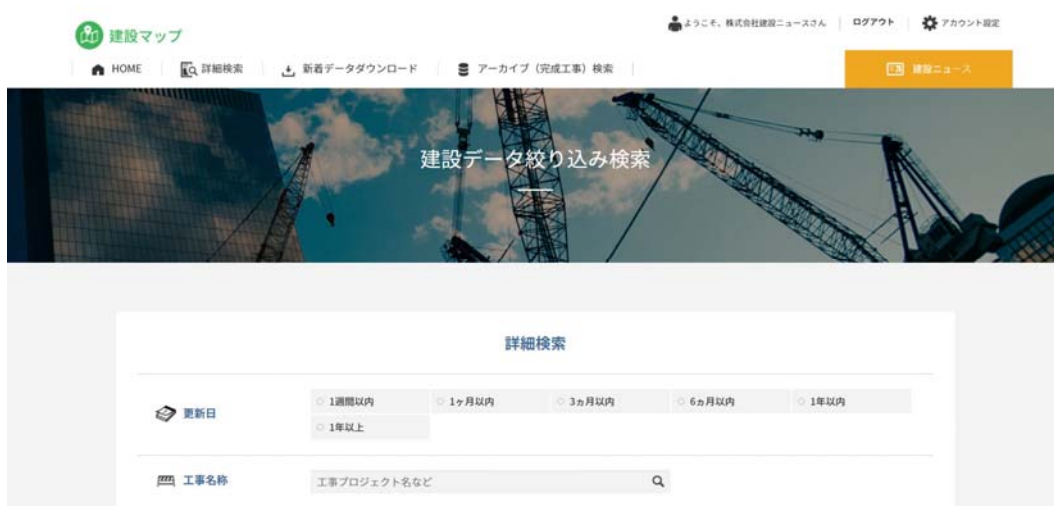 建設マップ
ようこそ、株式会社建設ニュースさん
ログアウト
アカウント設定
HOME
詳細検索
新着データダウンロード
アーカイブ（完成工事）検索
建設ニュース
建設データ絞り込み検索
詳細検索
更新日
1週間以内
1ヶ月以内
3ヵ月以内
6ヵ月以内
1年以内
1年以上
工事名称
工事プロジェクト名など